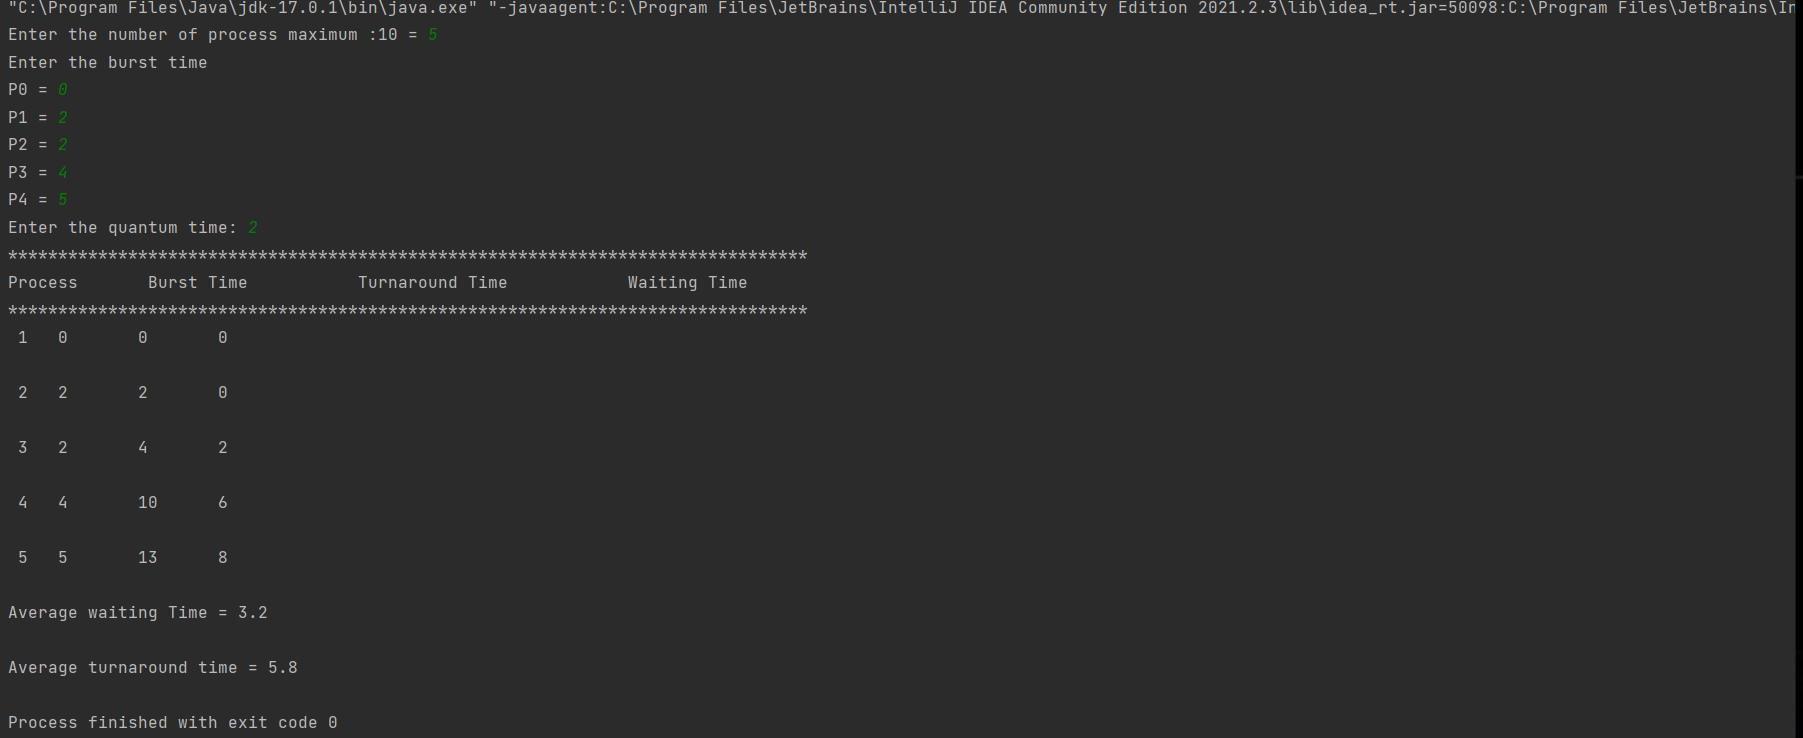 "C:\Program Files\Java\jdk-17.0.1\bin\java.exe" "-javaagent:C:\Program Files\JetBrains\IntelliJ IDEA Community Edition 2021.2.3\lib\idea_rt.jar=50098:C:\Program Files\JetBrains\In
Enter the number of process maximum :10 = 5
Enter the burst time
P0 = 0
P1 = 2
P2 = 2
P3 = 4
P4 = 5
Enter the quantum time: 2
********************************************************************************
Process       Burst Time           Turnaround Time            Waiting Time
********************************************************************************
 1   0       0       0
 2   2       2       0
 3   2       4       2
 4   4       10      6
 5   5       13      8
Average waiting Time = 3.2
Average turnaround time = 5.8
Process finished with exit code 0